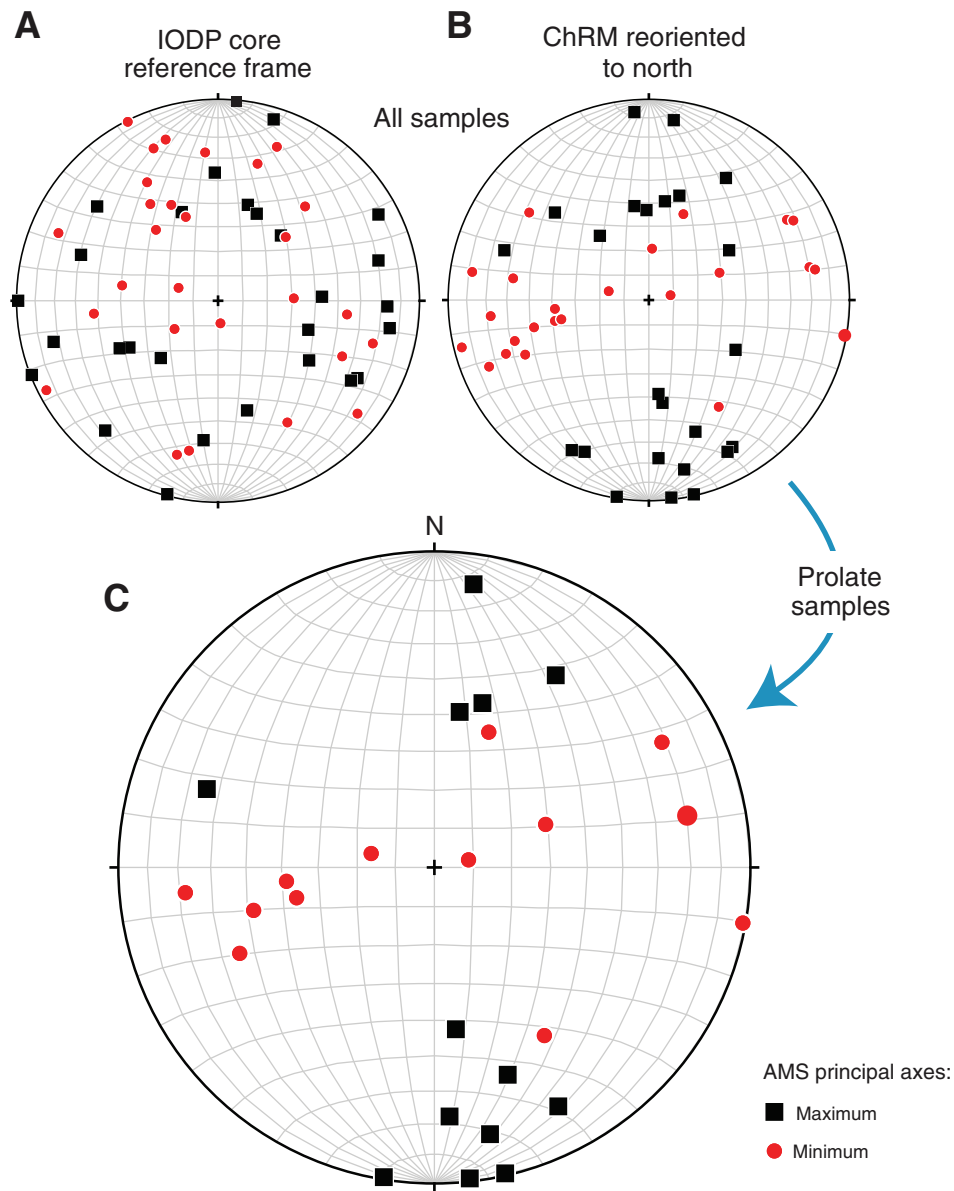 A
IODP core
reference frame
B
ChRM reoriented
to north
All samples
N
C
Prolate
samples
AMS principal axes:
Maximum
Minimum